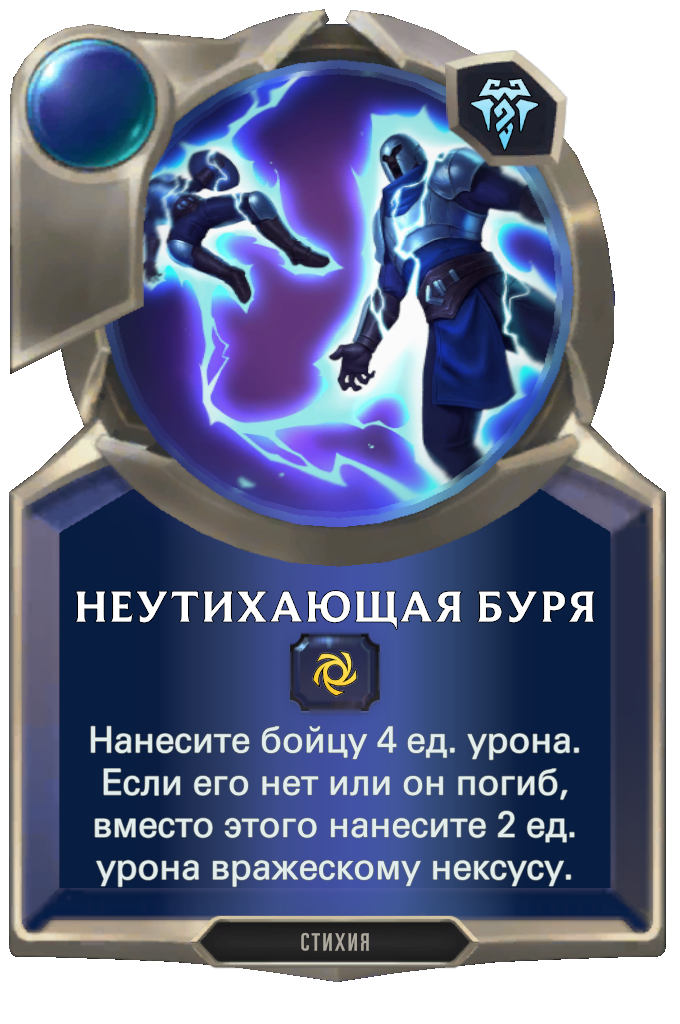 НЕУТИХАЮЩАЯ БУРЯ
Нанесите бойцу 4 ед. урона.
Если его нет или он погиб,
вместо этого нанесите 2 ед.
урона вражескому нексусу.
СТИХИЯ